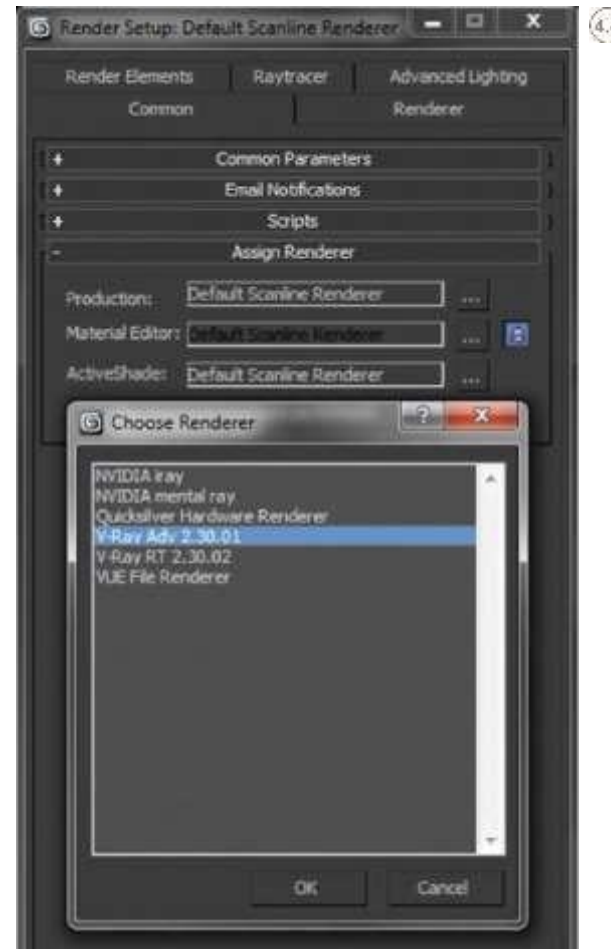 Render Setup: Default Scanline Renderer
Render Elements Raytracer Advanced Lighting
Common Renderer
+ Common Parameters
+ Email Notifications
+ Scripts
- Assign Renderer
Production: Default Scanline Renderer ...
Material Editor: Default Scanline Renderer ...
ActiveShade: Default Scanline Renderer ...
Choose Renderer
NVIDIA iray
NVIDIA mental ray
Quicksilver Hardware Renderer
V-Ray Adv 2.30.01
V-Ray RT 2.30.02
VUE File Renderer
OK Cancel